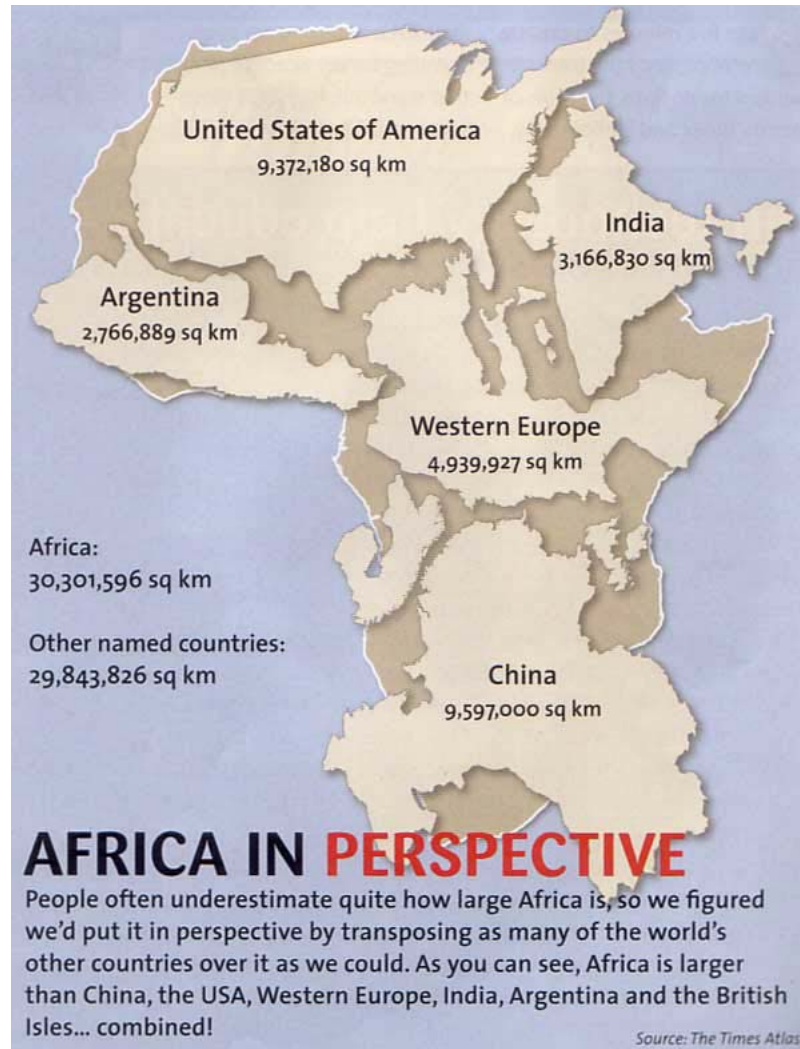 United States of America
9,372,180 sq km
India
3,166,830 sq km
Argentina
2,766,889 sq km
Western Europe
4,939,927 sq km
Africa:
30,301,596 sq km
Other named countries:
29,843,826 sq km
China
9,597,000 sq km
AFRICA IN PERSPECTIVE
People often underestimate quite how large Africa is, so we figured
we'd put it in perspective by transposing as many of the world's
other countries over it as we could. As you can see, Africa is larger
than China, the USA, Western Europe, India, Argentina and the British
Isles... combined!
Source: The Times Atlas